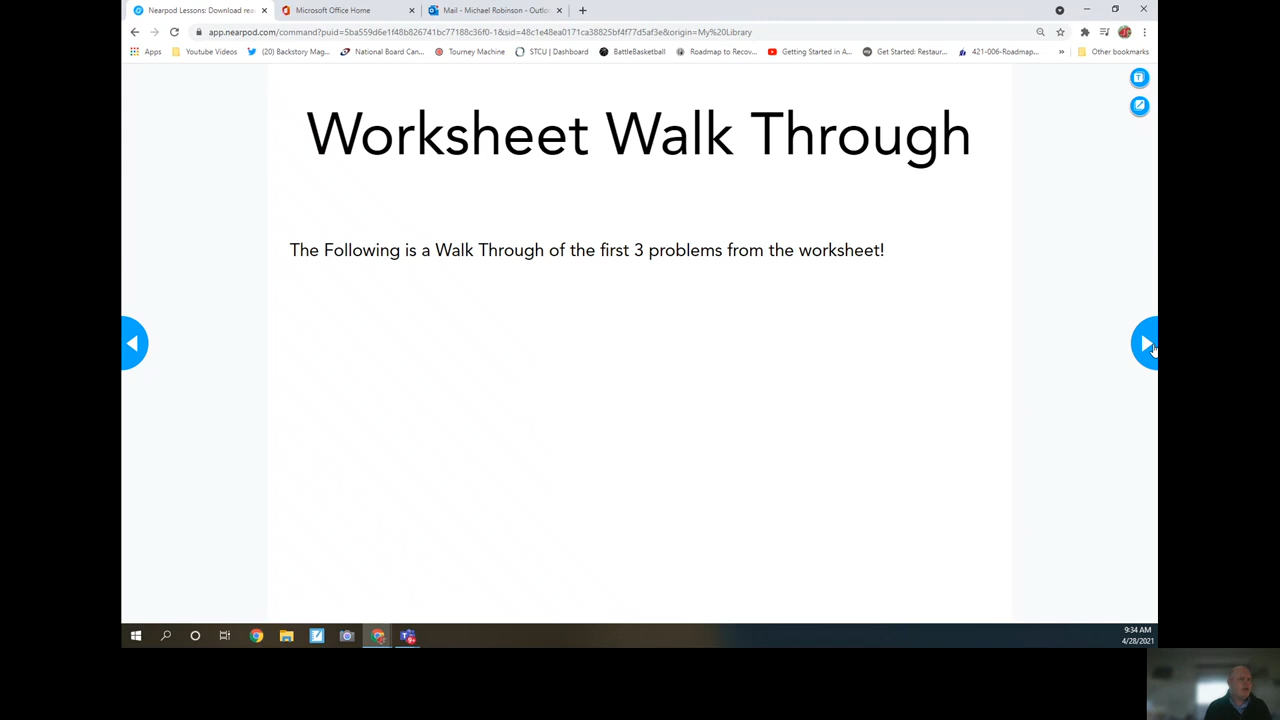 Nearpod Lessons: Download rea
Microsoft Office Home
Mail - Michael Robinson - Outlo
app.nearpod.com/command?puid=5ba559d6e1f48b826741bc77188c36f0-1&sid=48c1e48ea0171ca38825bf4f77d5af3e&origin=My%20Library
Apps
Youtube Videos
(20) Backstory Mag...
National Board Can...
Tourney Machine
STCU | Dashboard
BattleBasketball
Roadmap to Recov...
Getting Started in A...
Get Started: Restaur...
421-006-Roadmap...
»
Other bookmarks
Worksheet Walk Through
The Following is a Walk Through of the first 3 problems from the worksheet!
9:34 AM
4/28/2021